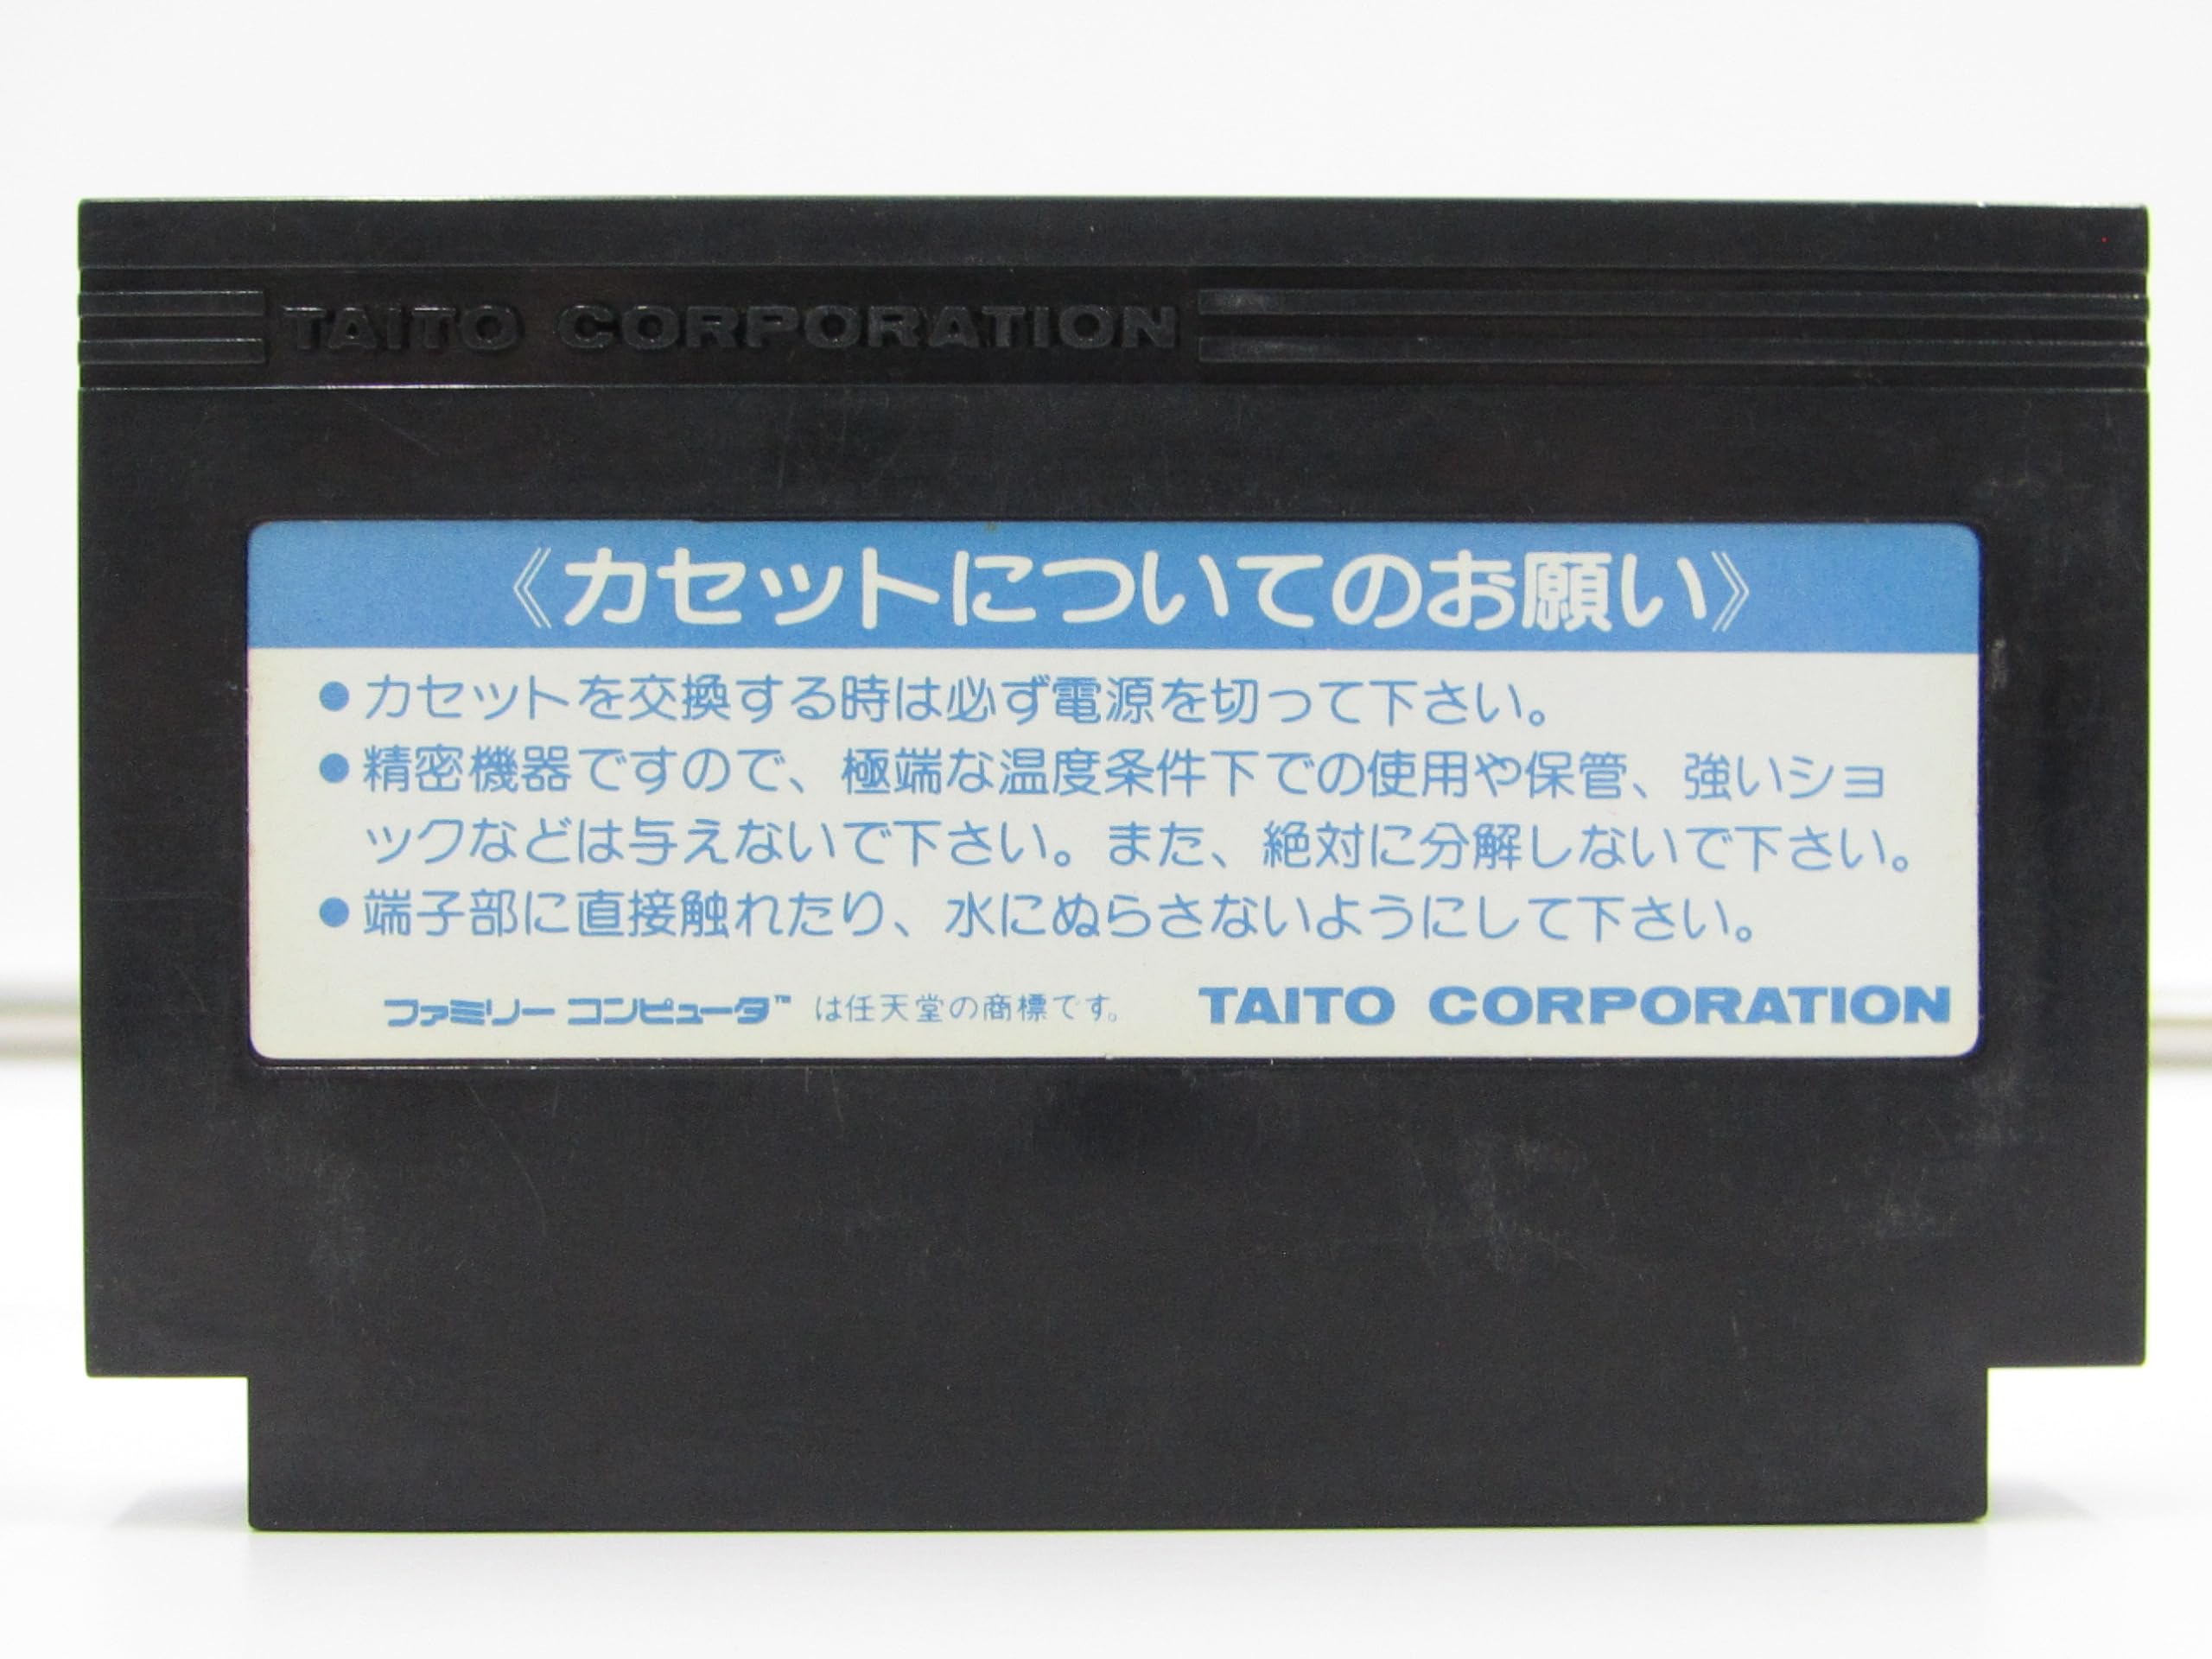 TAITO CORPORATION
《カセットについてのお願い》
●カセットを交換する時は必ず電源を切って下さい。
●精密機器ですので、極端な温度条件下での使用や保管、強いショ
ックなどは与えないで下さい。また、絶対に分解しないで下さい。
●端子部に直接触れたり、水にぬらさないようにして下さい。
ファミリーコンピュータ™ は任天堂の商標です。 TAITO CORPORATION